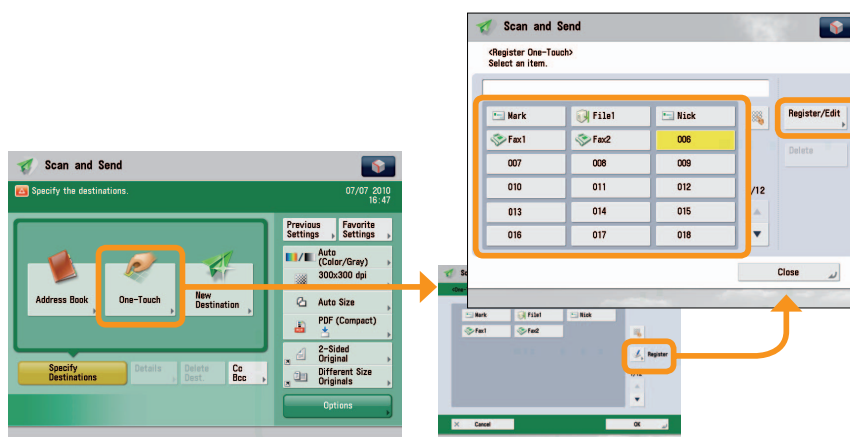 Scan and Send
Specify the destinations.
07/07 2010
16:47
Previous
Settings
Favorite
Settings
Auto
(Color/Gray)
300x300 dpi
Auto Size
PDF (Compact)
2-Sided
Original
Different Size
Originals
Options
Address Book
One-Touch
New
Destination
Specify
Destinations
Details
Delete
Dest.
Cc
Bcc
Mark
File1
Nick
Fax1
Fax2
Register
1/12
Cancel
OK
Scan and Send
<Register One-Touch>
Select an item.
Mark
File1
Nick
Fax1
Fax2
006
007
008
009
010
011
012
013
014
015
016
017
018
/12
Register/Edit
Delete
Close